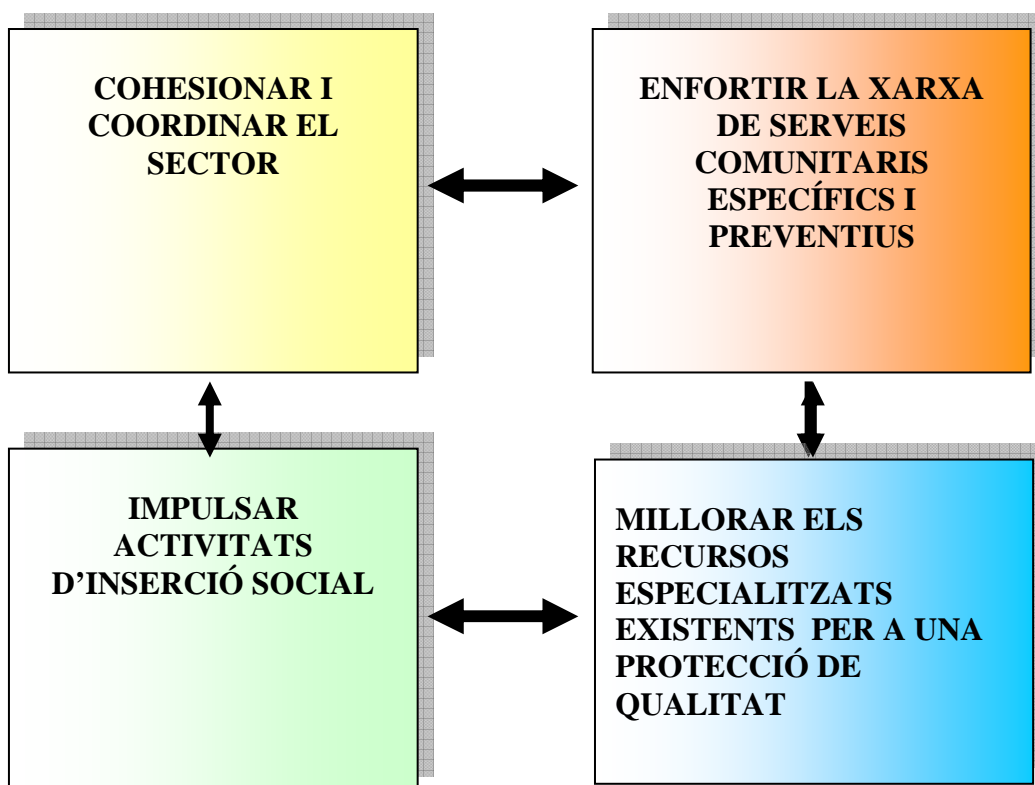 COHESIONAR I
COORDINAR EL
SECTOR
ENFORTIR LA XARXA
DE SERVEIS
COMUNITARIS
ESPECÍFICS I
PREVENTIUS
IMPULSAR
ACTIVITATS
D’INSERCIÓ SOCIAL
MILLORAR ELS
RECURSOS
ESPECIALITZATS
EXISTENTS  PER A UNA
PROTECCIÓ DE
QUALITAT